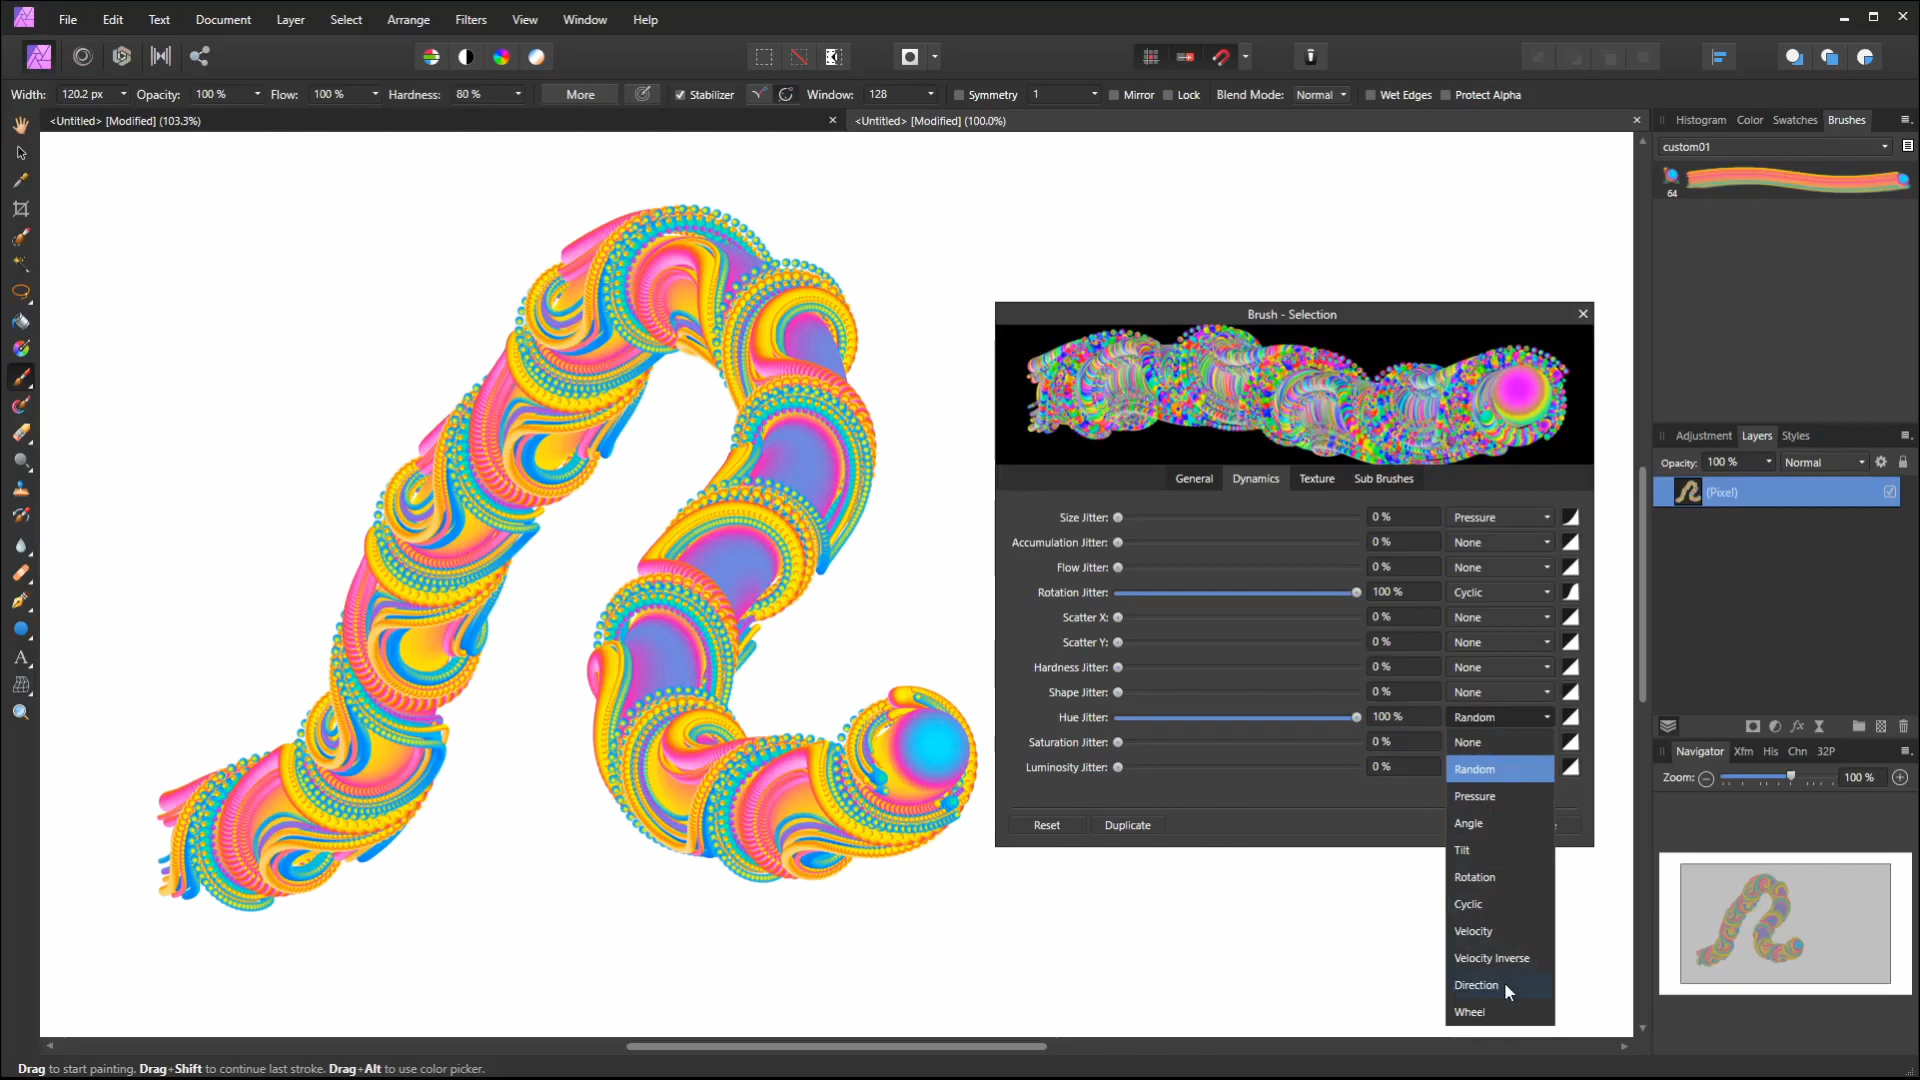 File Edit Text Document Layer Select Arrange Filters View Window Help
Width: 120.2 px Opacity: 100 % Flow: 100 % Hardness: 80 % More Stabilizer Window: 128 Symmetry 1 Mirror Lock Blend Mode: Normal Wet Edges Protect Alpha
<Untitled> [Modified] (103.3%)
<Untitled> [Modified] (100.0%)
Histogram Color Swatches Brushes
custom01
64
Brush - Selection
General Dynamics Texture Sub Brushes
Size Jitter: 0 % Pressure
Accumulation Jitter: 0 % None
Flow Jitter: 0 % None
Rotation Jitter: 100 % Cyclic
Scatter X: 0 % None
Scatter Y: 0 % None
Hardness Jitter: 0 % None
Shape Jitter: 0 % None
Hue Jitter: 100 % Random
Saturation Jitter: 0 %
Luminosity Jitter: 0 %
None
Random
Pressure
Angle
Tilt
Rotation
Cyclic
Velocity
Velocity Inverse
Direction
Wheel
Reset Duplicate
Adjustment Layers Styles
Opacity: 100 % Normal
(Pixel)
Navigator Xfm His Chn 32P
Zoom: 100 %
Drag to start painting. Drag+Shift to continue last stroke. Drag+Alt to use color picker.